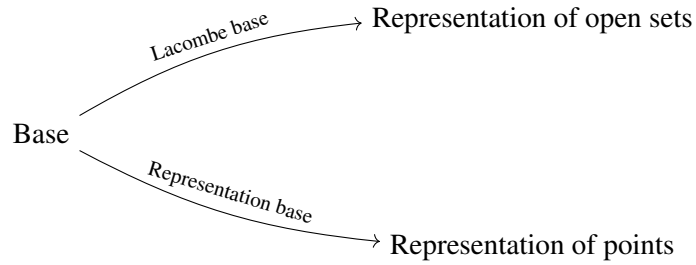 Representation of open sets
Lacombe base
Base
Representation base
Representation of points